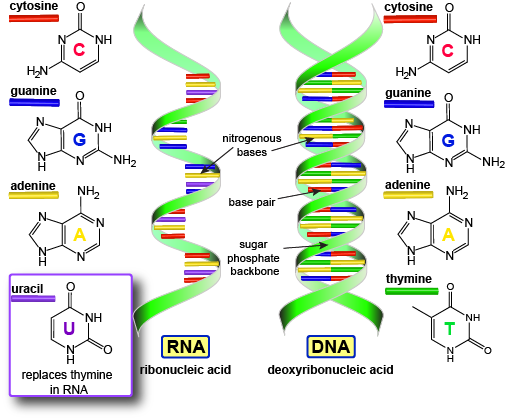 cytosine
O
N
NH
C
H₂N
guanine
O
N
NH
G
N
H
N
NH₂
adenine
NH₂
N
N
A
N
H
N
uracil
O
NH
U
N
H
O
replaces thymine
in RNA
nitrogenous
bases
base pair
sugar
phosphate
backbone
RNA
ribonucleic acid
DNA
deoxyribonucleic acid
cytosine
O
N
NH
C
H₂N
guanine
O
N
NH
G
N
H
N
NH₂
adenine
NH₂
N
N
A
N
H
N
thymine
O
NH
T
N
H
O